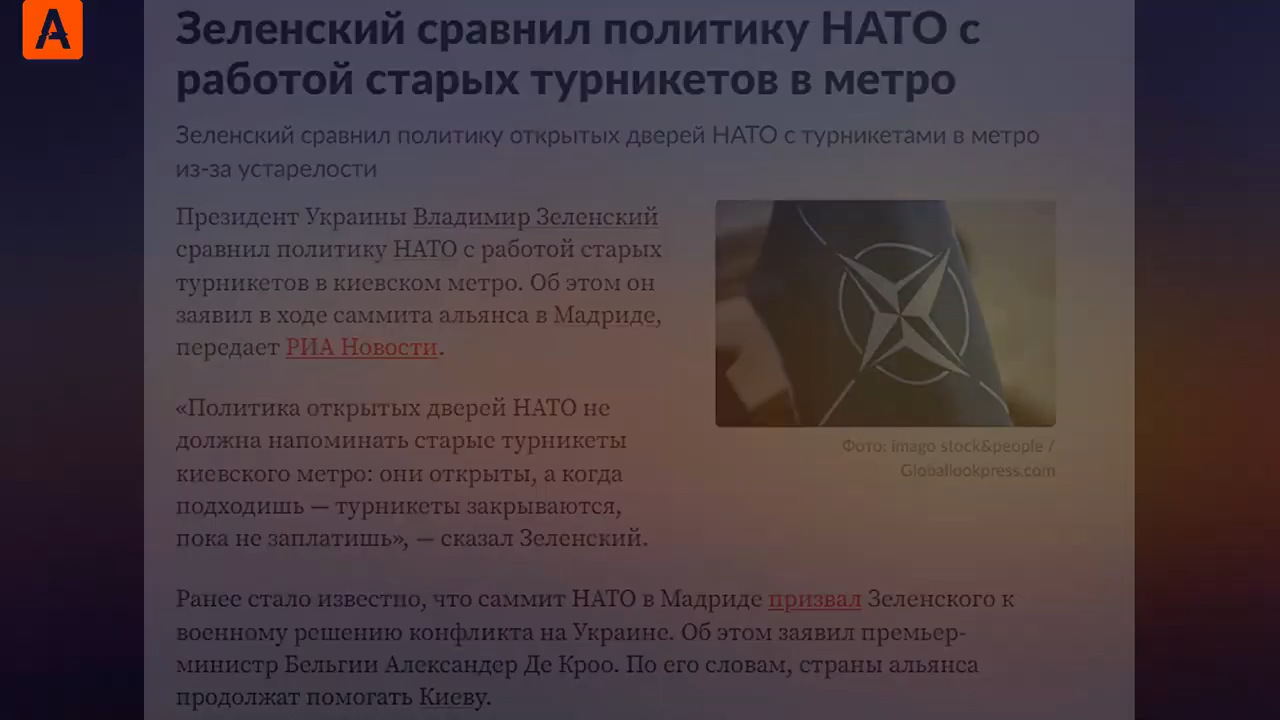 A
Зеленский сравнил политику НАТО с
работой старых турникетов в метро
Зеленский сравнил политику открытых дверей НАТО с турникетами в метро
из-за устарелости
Президент Украины Владимир Зеленский
сравнил политику НАТО с работой старых
турникетов в киевском метро. Об этом он
заявил в ходе саммита альянса в Мадриде,
передает РИА Новости.
«Политика открытых дверей НАТО не
должна напоминать старые турникеты
киевского метро: они открыты, а когда
подходишь — турникеты закрываются,
пока не заплатишь», — сказал Зеленский.
Фото: imago stock&people /
Globallookpress.com
Ранее стало известно, что саммит НАТО в Мадриде призвал Зеленского к
военному решению конфликта на Украине. Об этом заявил премьер-
министр Бельгии Александер Де Кроо. По его словам, страны альянса
продолжат помогать Киеву.